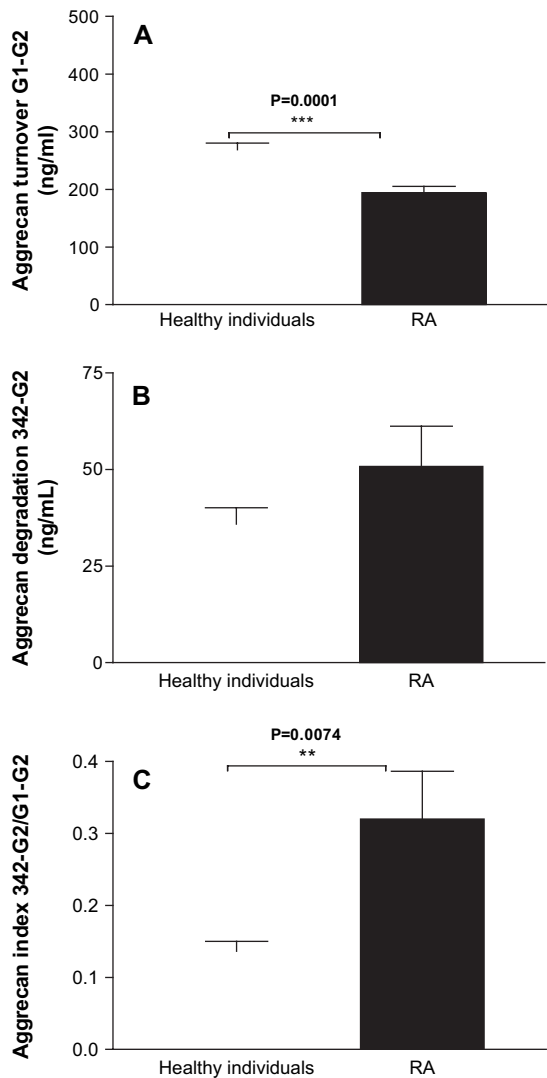 A
Aggrecan turnover G1-G2
(ng/ml)
500
400
300
200
100
0
P=0.0001
***
Healthy individuals
RA
B
Aggrecan degradation 342-G2
(ng/mL)
75
50
25
0
Healthy individuals
RA
C
Aggrecan index 342-G2/G1-G2
P=0.0074
**
0.4
0.3
0.2
0.1
0.0
Healthy individuals
RA